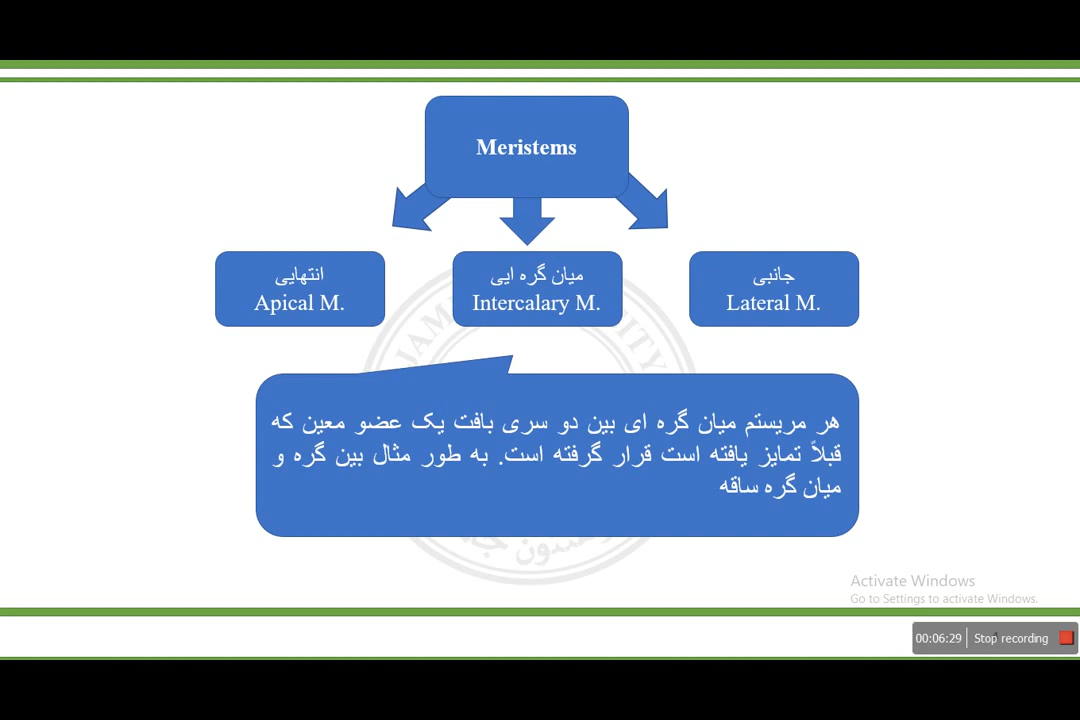 Meristems
انتهایی
Apical M.
میان گره ایی
Intercalary M.
جانبی
Lateral M.
هر مریستم میان گره ای بین دو سری بافت یک عضو معین که
قبلاً تمایز یافته است قرار گرفته است. به طور مثال بین گره و
میان گره ساقه
Activate Windows
Go to Settings to activate Windows.
00:06:29 Stop recording